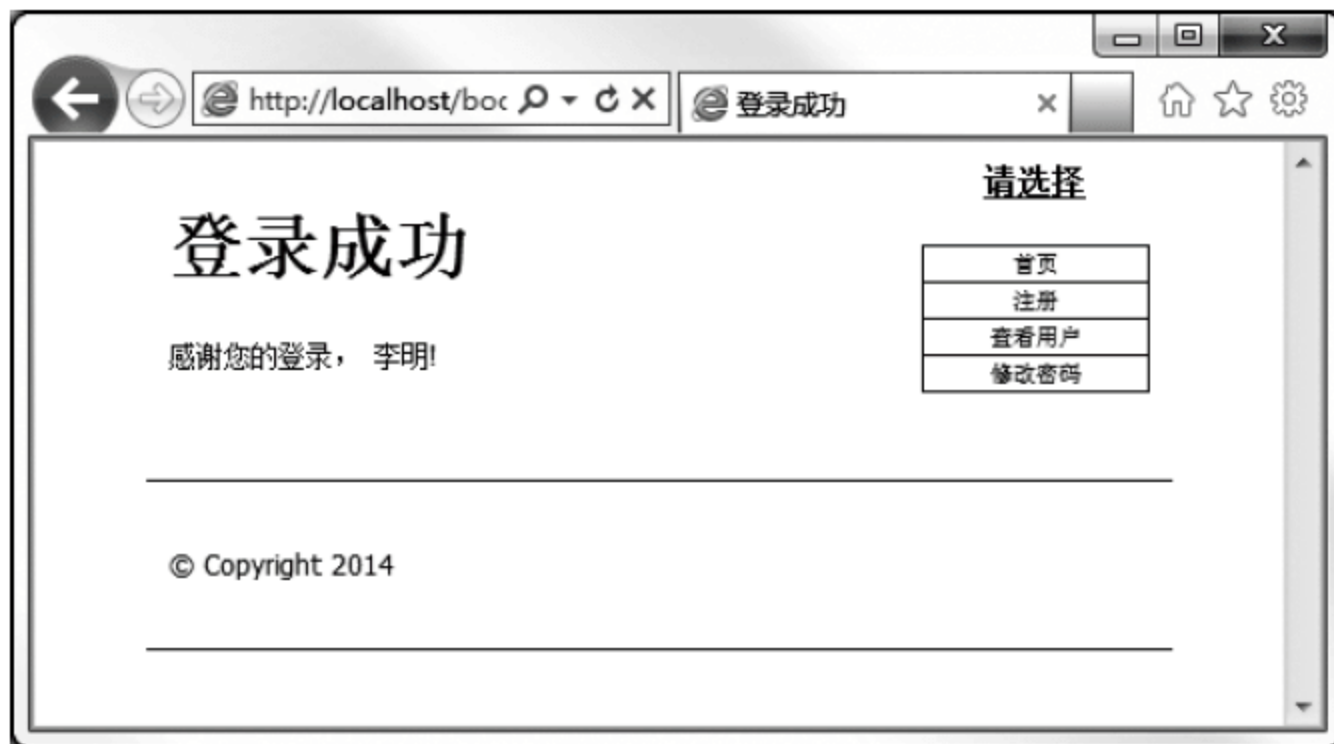 http://localhost/boc
登录成功
请选择
登录成功
首页
注册
查看用户
修改密码
感谢您的登录， 李明!
© Copyright 2014